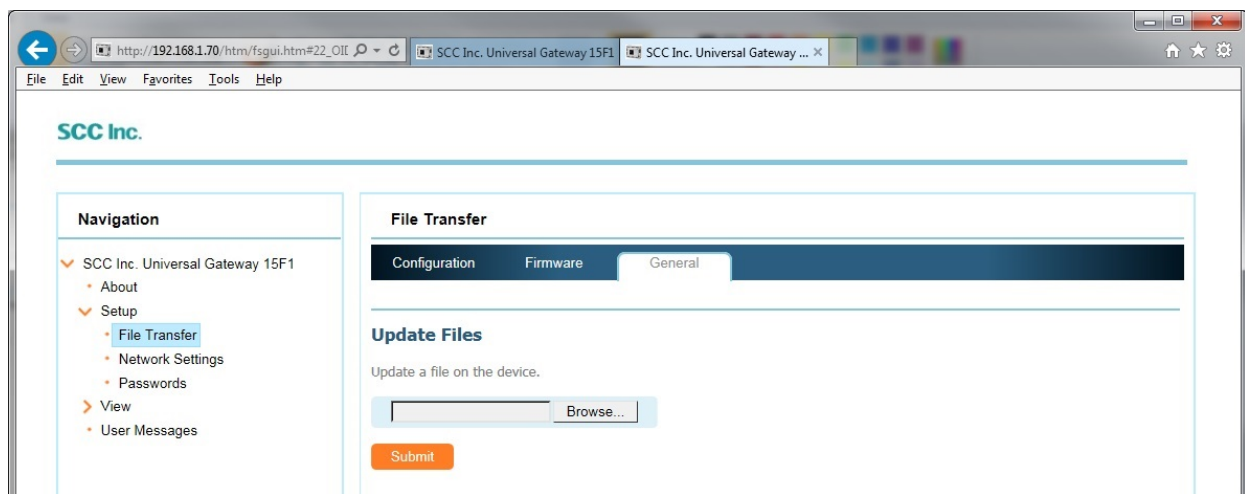 http://192.168.1.70/htm/fsgui.htm#22_OII
SCC Inc. Universal Gateway 15F1
SCC Inc. Universal Gateway ...
File Edit View Favorites Tools Help
SCC Inc.
Navigation
SCC Inc. Universal Gateway 15F1
About
Setup
File Transfer
Network Settings
Passwords
View
User Messages
File Transfer
Configuration Firmware General
Update Files
Update a file on the device.
Browse...
Submit